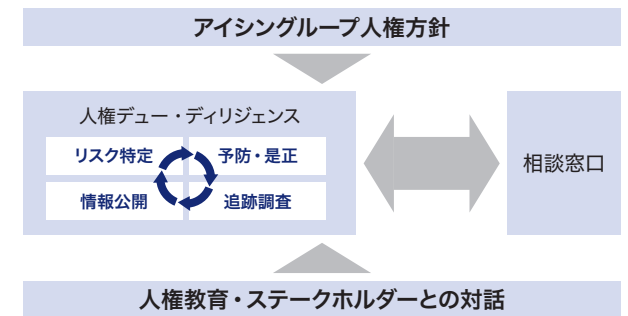 アイシングループ人権方針
人権デュー・ディリジェンス
リスク特定
予防・是正
情報公開
追跡調査
相談窓口
人権教育・ステークホルダーとの対話